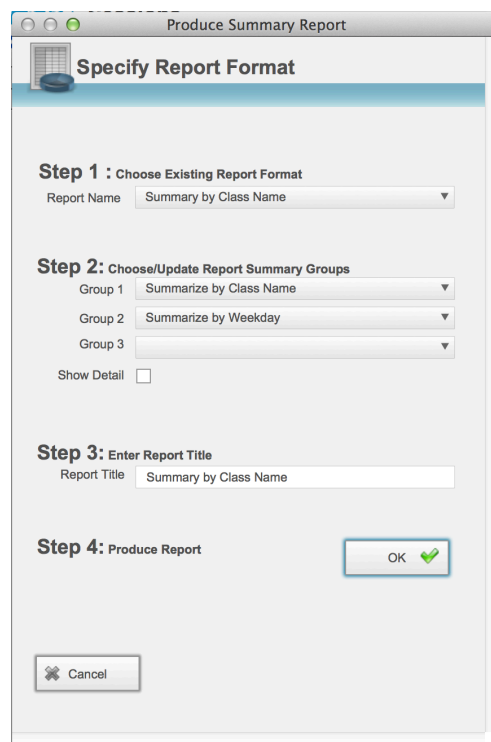 Produce Summary Report
Specify Report Format
Step 1 : Choose Existing Report Format
Report Name Summary by Class Name
Step 2: Choose/Update Report Summary Groups
Group 1 Summarize by Class Name
Group 2 Summarize by Weekday
Group 3
Show Detail
Step 3: Enter Report Title
Report Title Summary by Class Name
Step 4: Produce Report
OK
Cancel